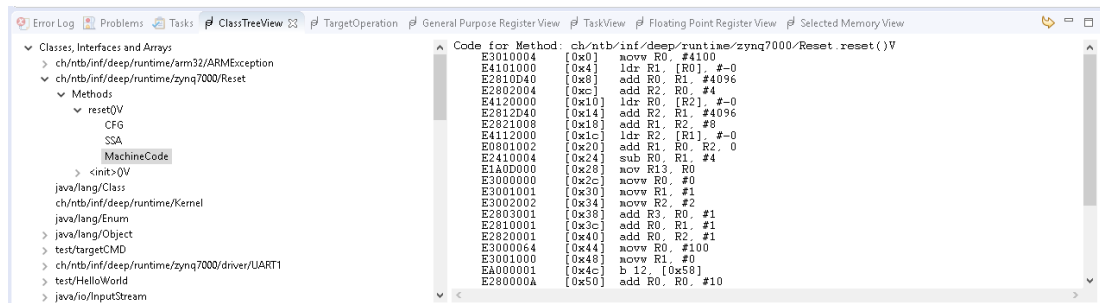 Error Log Problems Tasks ClassTreeView TargetOperation General Purpose Register View TaskView Floating Point Register View Selected Memory View
Classes, Interfaces and Arrays
ch/ntb/inf/deep/runtime/arm32/ARMException
ch/ntb/inf/deep/runtime/zynq7000/Reset
Methods
reset()V
CFG
SSA
MachineCode
<init>()V
java/lang/Class
ch/ntb/inf/deep/runtime/Kernel
java/lang/Enum
java/lang/Object
test/targetCMD
ch/ntb/inf/deep/runtime/zynq7000/driver/UART1
test/HelloWorld
java/io/InputStream
Code for Method: ch/ntb/inf/deep/runtime/zynq7000/Reset.reset()V
E3010004 [0x0] movw R0, #4100
E4101000 [0x4] ldr R1, [R0], #-0
E2810D40 [0x8] add R0, R1, #4096
E2802004 [0xc] add R2, R0, #4
E4120000 [0x10] ldr R0, [R2], #-0
E2812D40 [0x14] add R2, R1, #4096
E2821008 [0x18] add R1, R2, #8
E4112000 [0x1c] ldr R2, [R1], #-0
E0801002 [0x20] add R1, R0, R2, 0
E2410004 [0x24] sub R0, R1, #4
E1A0D000 [0x28] mov R13, R0
E3000000 [0x2c] movw R0, #0
E3001001 [0x30] movw R1, #1
E3002002 [0x34] movw R2, #2
E2803001 [0x38] add R3, R0, #1
E2810001 [0x3c] add R0, R1, #1
E2820001 [0x40] add R0, R2, #1
E3000064 [0x44] movw R0, #100
E3001000 [0x48] movw R1, #0
EA000001 [0x4c] b 12, [0x58]
E280000A [0x50] add R0, R0, #10